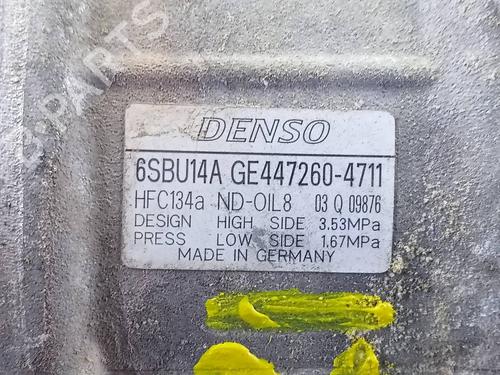 B-PARTS
DENSO
6SBU14A GE447260-4711
HFC134a ND-OIL8 03 Q 09876
DESIGN HIGH SIDE 3.53MPa
PRESS LOW SIDE 1.67MPa
MADE IN GERMANY